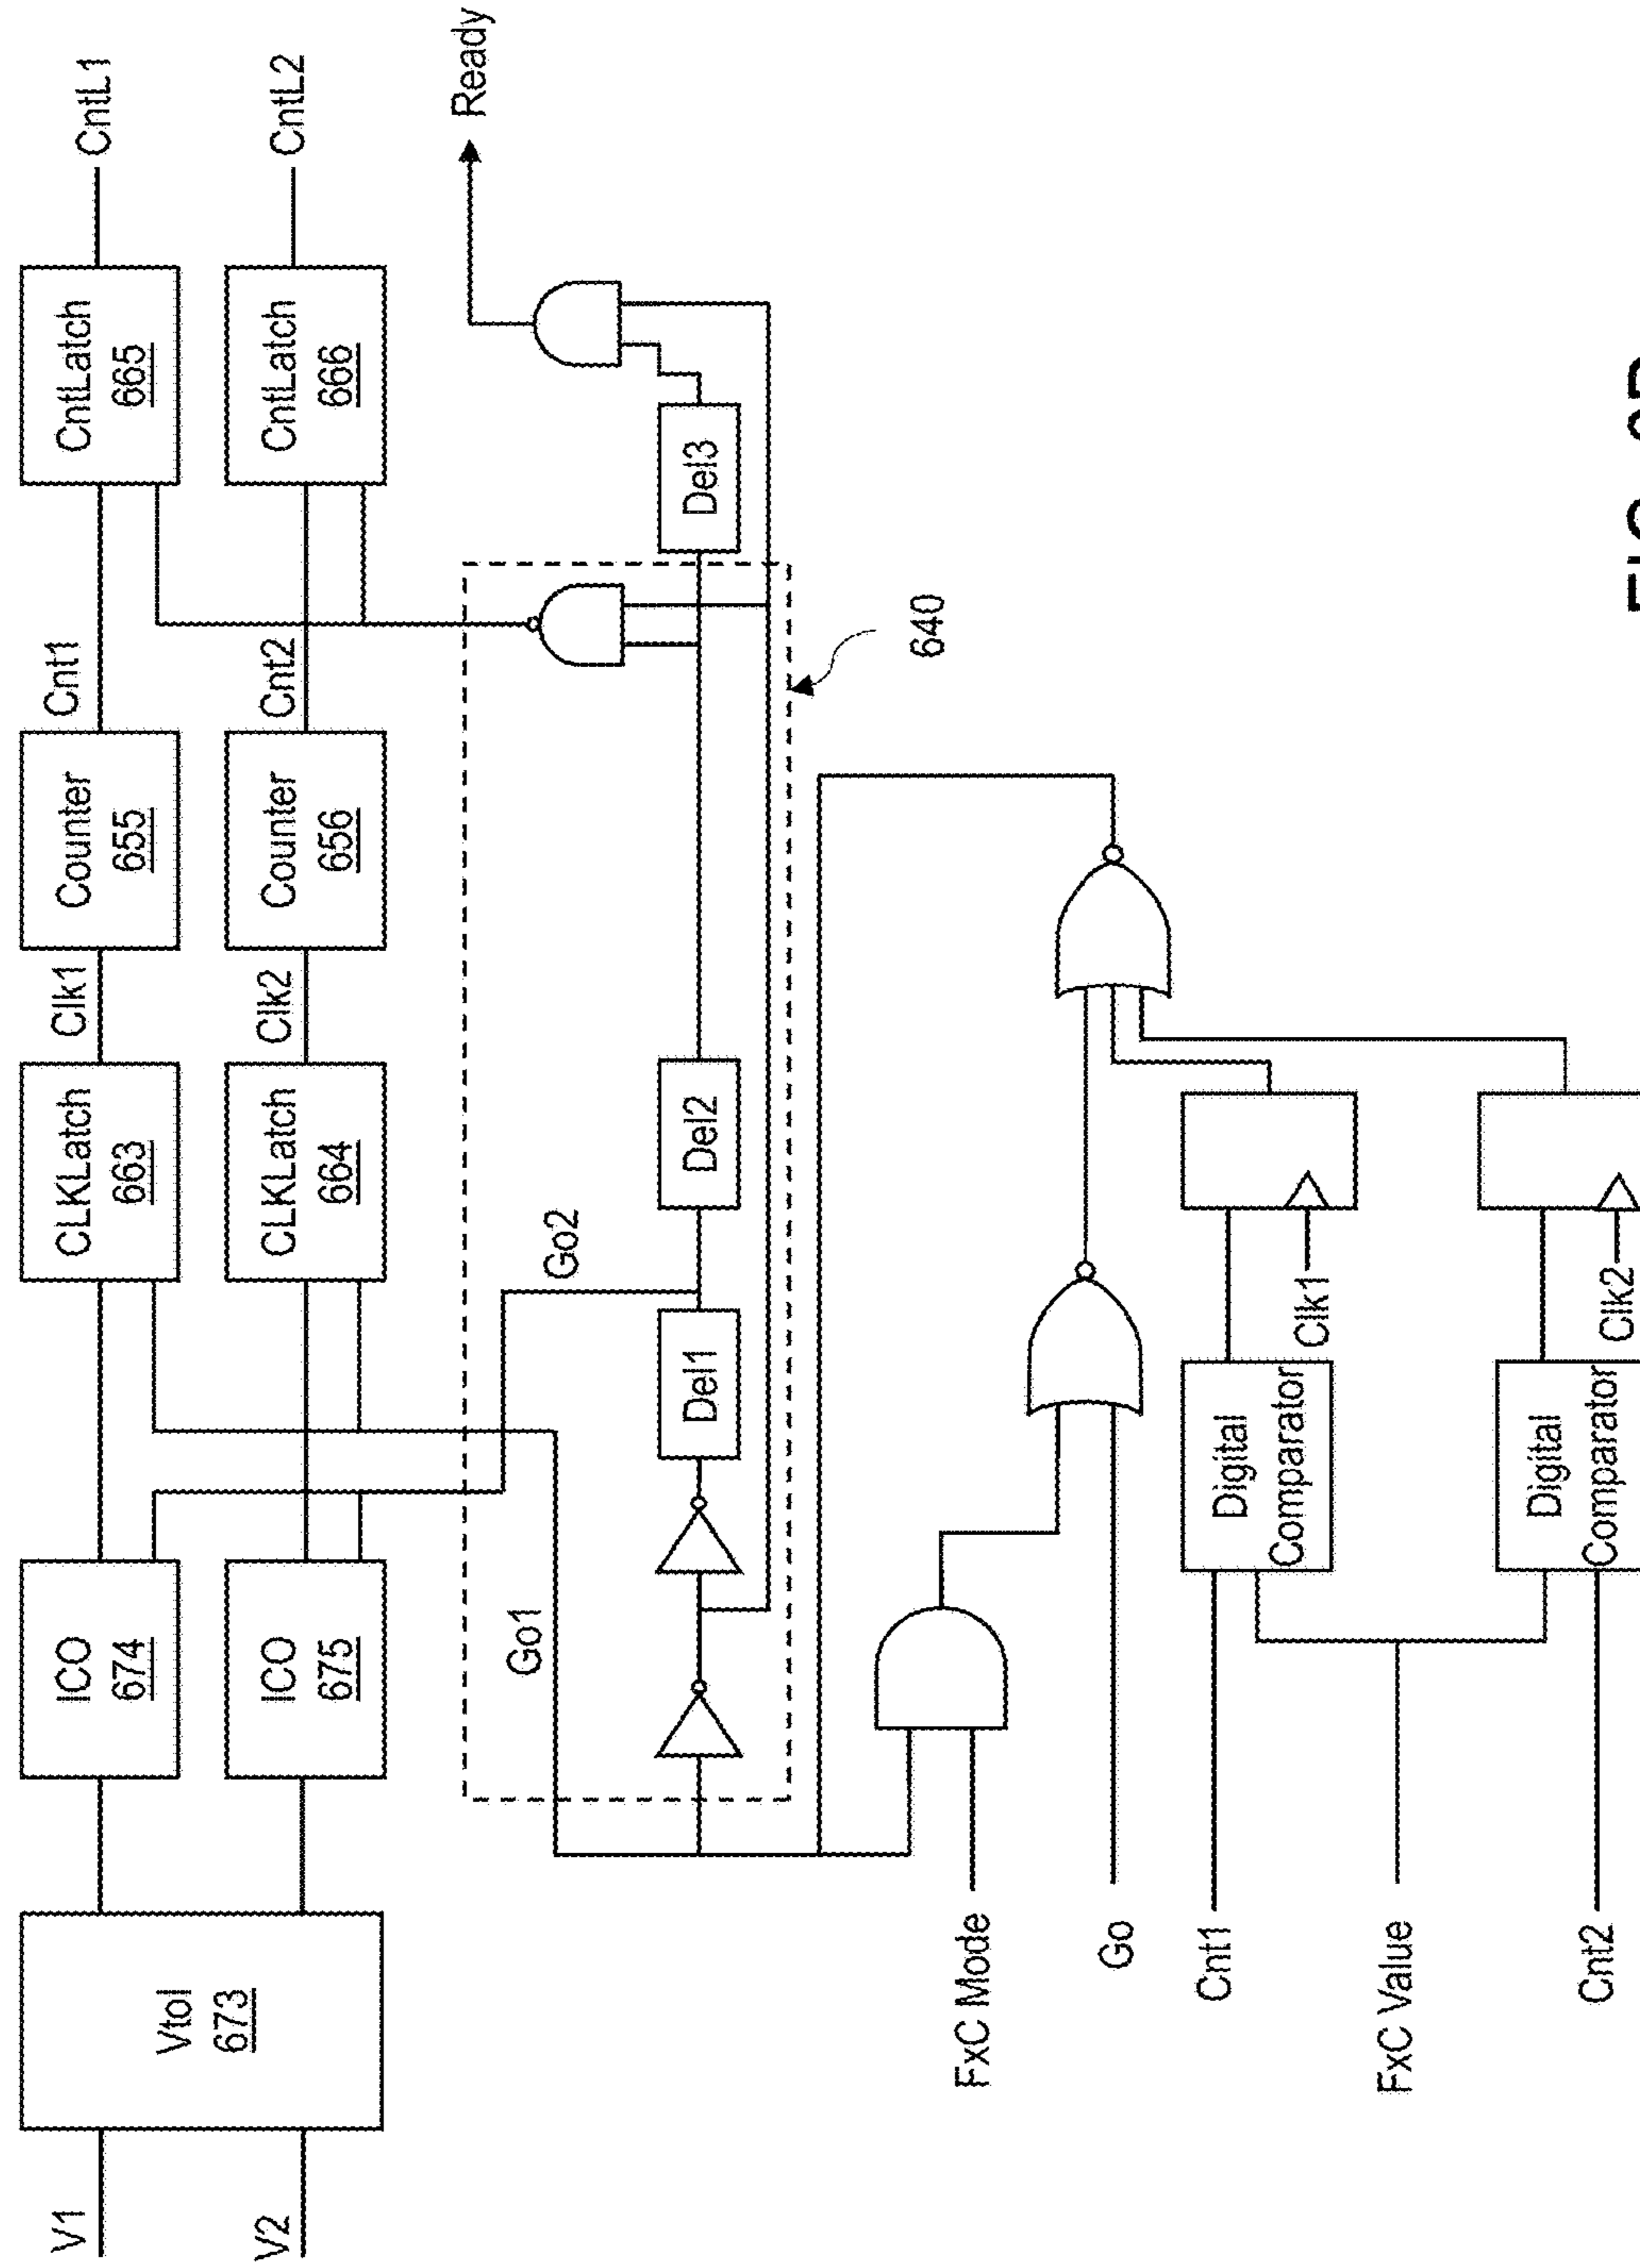 V1
V2
VtoI
673
ICO
674
ICO
675
CLKLatch
663
CLKLatch
664
Clk1
Clk2
Counter
655
Counter
656
Cnt1
Cnt2
CntLatch
665
CntLatch
666
CntL1
CntL2
Go1
Go2
Del1
Del2
Del3
Ready
640
FxC Mode
Go
Cnt1
FxC Value
Cnt2
Digital
Comparator
Clk1
Digital
Comparator
Clk2